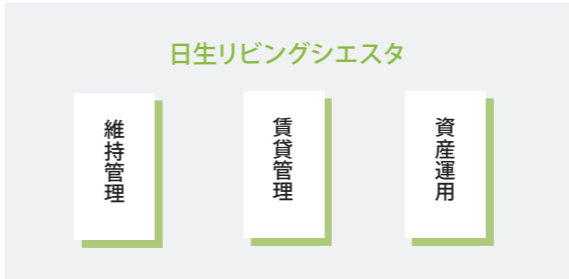 日生リビングシエスタ
維持管理
賃貸管理
資産運用